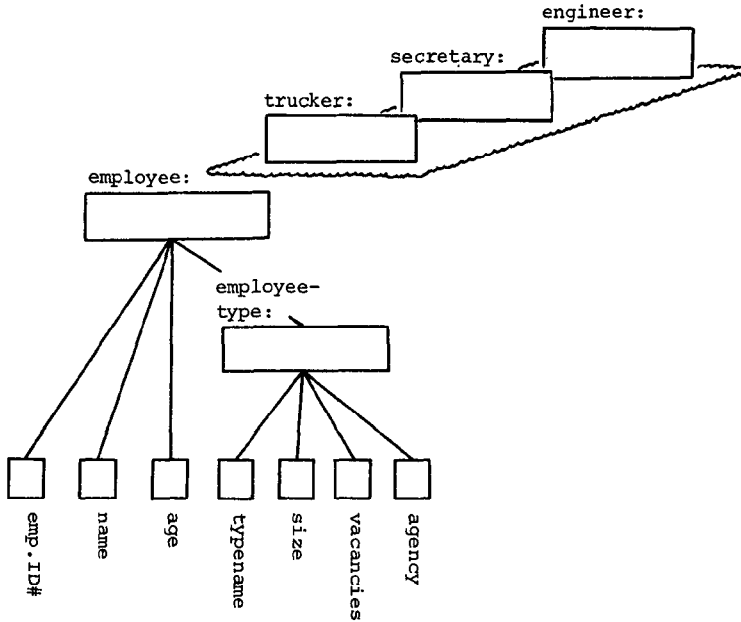 engineer:
secretary:
trucker:
employee:
employee-
type:
emp.ID#
name
age
typename
size
vacancies
agency